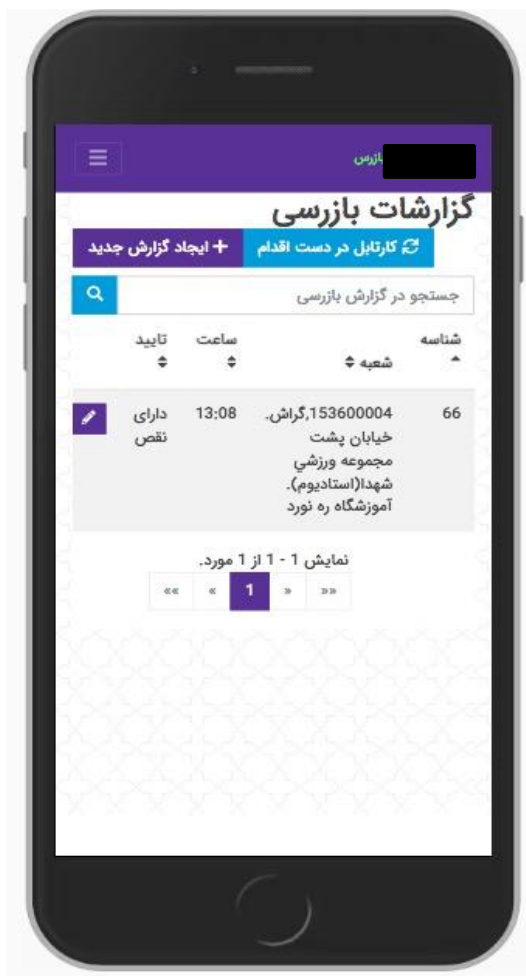 بازرس
گزارشات بازرسی
کارتابل در دست اقدام + ایجاد گزارش جدید
جستجو در گزارش بازرسی
شناسه شعبه ساعت تایید
66 153600004,گراش. 13:08 دارای
خیابان پشت نقص
مجموعه ورزشي
شهدا(استادیوم).
آموزشگاه ره نورد
نمایش 1 - 1 از 1 مورد.
«« « 1 » »»